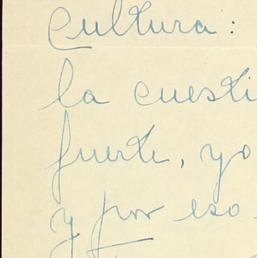 Cultura:
la cuesti
fuerte, yo
y por eso